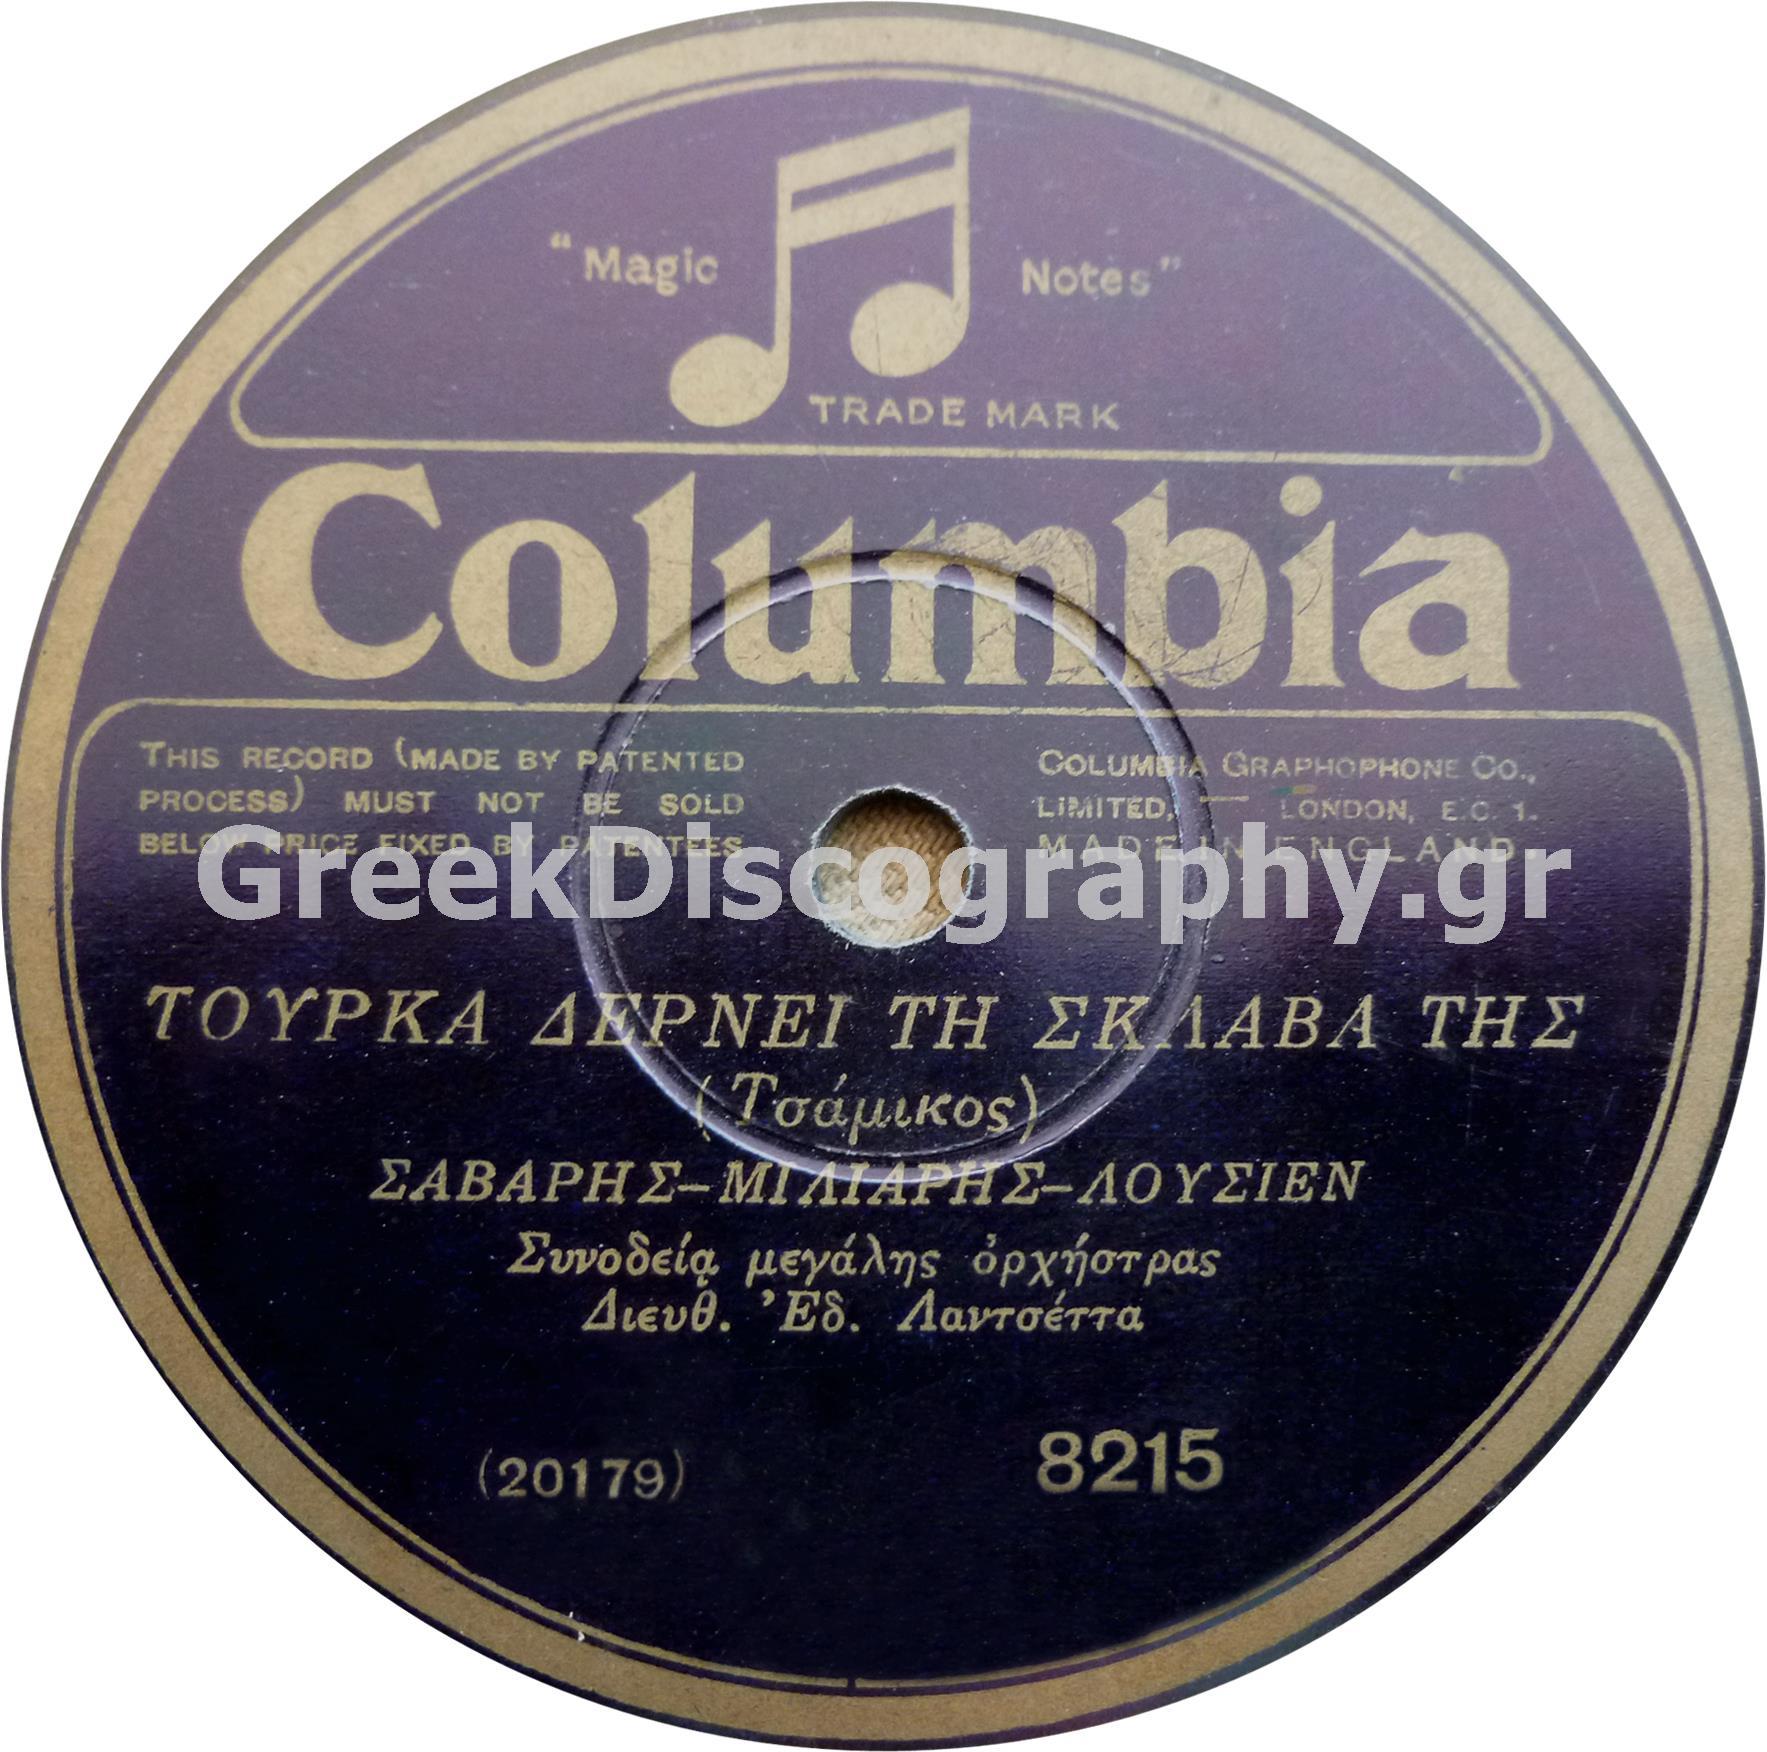 "Magic Notes"
TRADE MARK
Columbia
THIS RECORD (MADE BY PATENTED
PROCESS) MUST NOT BE SOLD
BELOW PRICE FIXED BY PATENTEES
COLUMBIA GRAPHOPHONE CO.,
LIMITED, LONDON, E.C. 1.
MADE IN ENGLAND.
GreekDiscography.gr
ΤΟΥΡΚΑ ΔΕΡΝΕΙ ΤΗ ΣΚΛΑΒΑ ΤΗΣ
(Τσάμικος)
ΣΑΒΑΡΗΣ–ΜΙΛΙΑΡΗΣ–ΛΟΥΣΙΕΝ
Συνοδείᾳ μεγάλης ὀρχήστρας
Διευθ. Ἐδ. Λαντσέττα
(20179) 8215